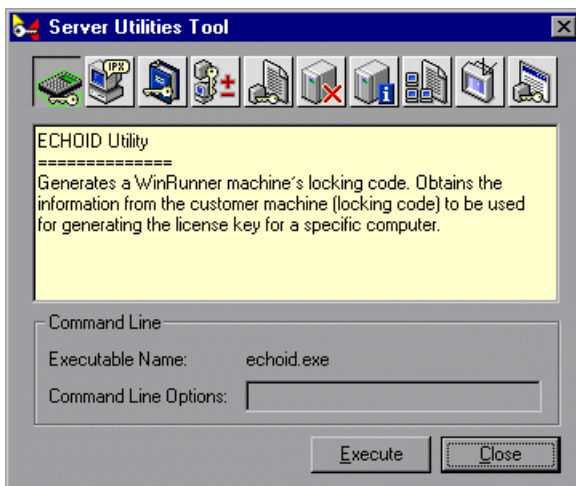 Server Utilities Tool
IPX
ECHOID Utility
==============
Generates a WinRunner machine's locking code. Obtains the
information from the customer machine (locking code) to be used
for generating the license key for a specific computer.
Command Line
Executable Name: echoid.exe
Command Line Options:
Execute Close